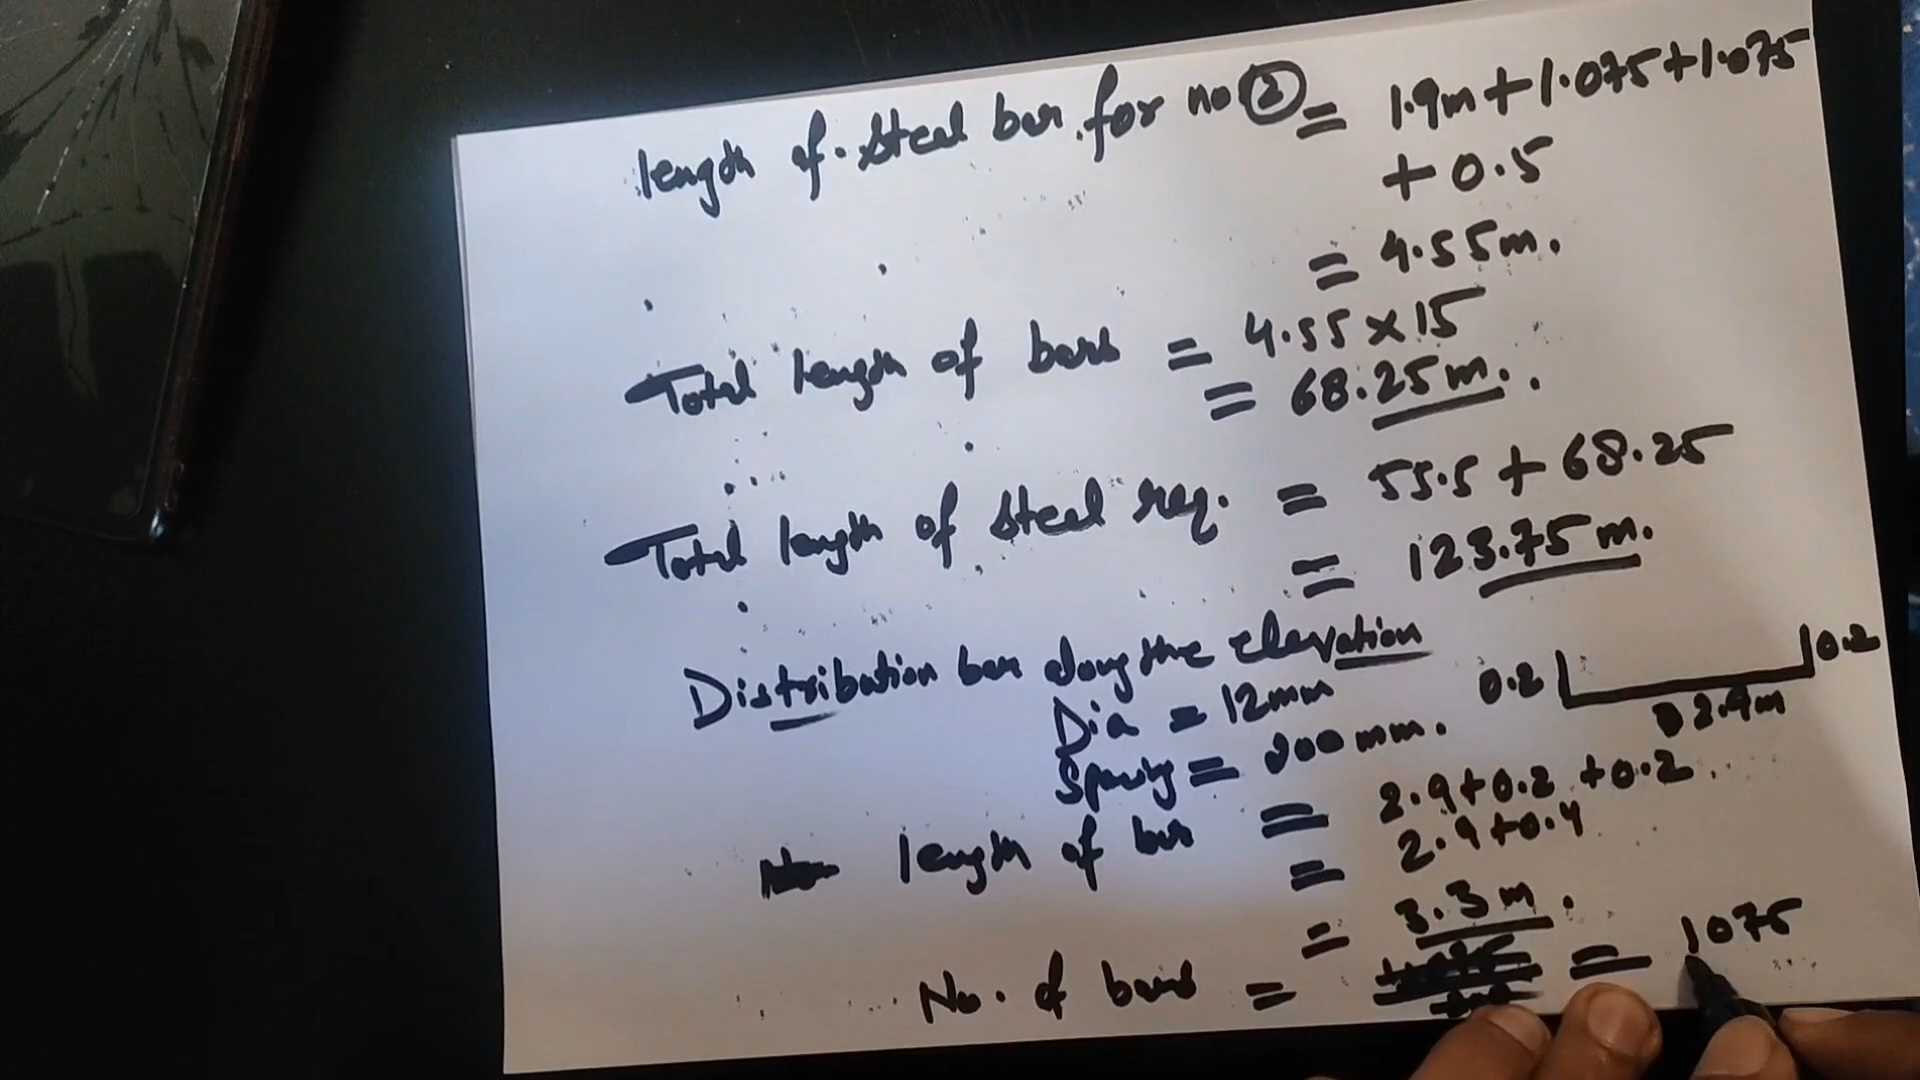 length of steel bar for no ② = 1.9m + 1.075 + 1.075
+ 0.5
= 4.55m.
Total length of bars = 4.55 × 15
= 68.25m.
Total length of steel req. = 55.5 + 68.25
= 123.75m.
Distribution bar along the elevation
Dia = 12mm
Spacing = 200mm.
0.2 0.2
2.9m
length of bar = 2.9+0.2+0.2
= 2.9+0.4
= 3.3m.
No. of bars = = 1075